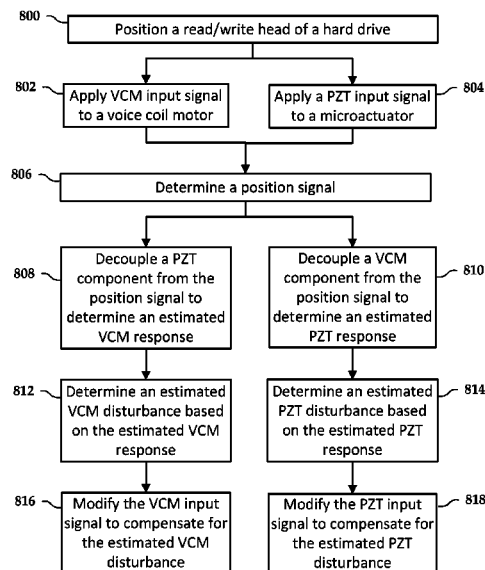 800
Position a read/write head of a hard drive
802
804
Apply VCM input signal
to a voice coil motor
Apply a PZT input signal
to a microactuator
806
Determine a position signal
808
810
Decouple a PZT
component from the
position signal to
determine an estimated
VCM response
Decouple a VCM
component from the
position signal to
determine an estimated
PZT response
812
814
Determine an estimated
VCM disturbance based
on the estimated VCM
response
Determine an estimated
PZT disturbance based
on the estimated PZT
response
816
818
Modify the VCM input
signal to compensate for
the estimated VCM
disturbance
Modify the PZT input
signal to compensate for
the estimated PZT
disturbance